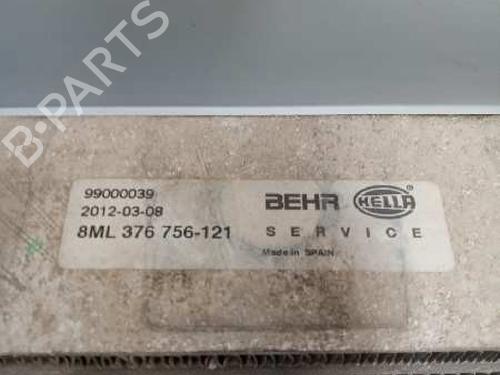 B-PARTS
99000039
2012-03-08
8ML 376 756-121
BEHR HELLA
SERVICE
Made in SPAIN